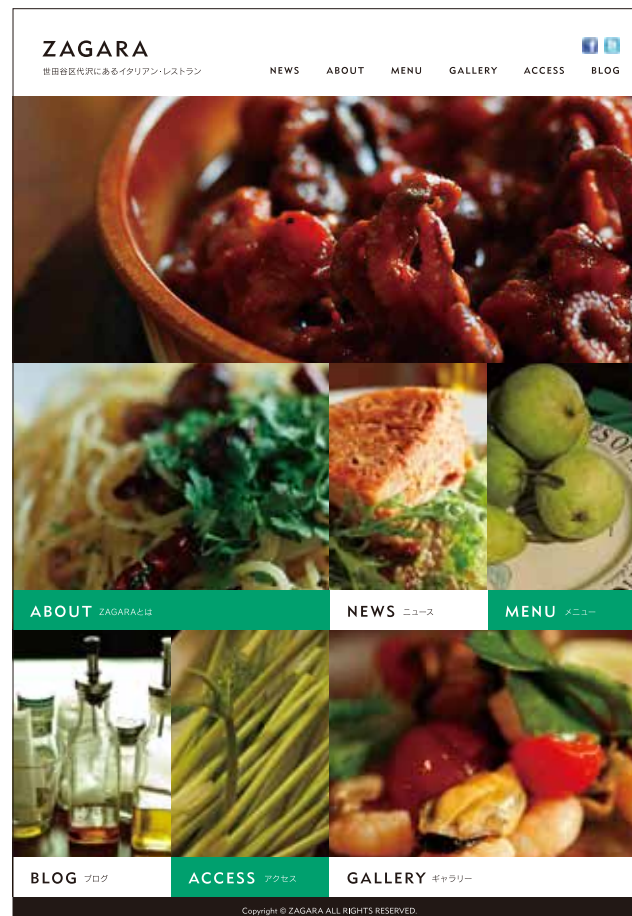 ZAGARA
世田谷区代沢にあるイタリアン・レストラン
NEWS ABOUT MENU GALLERY ACCESS BLOG
ABOUT ZAGARAとは
NEWS ニュース
MENU メニュー
BLOG ブログ
ACCESS アクセス
GALLERY ギャラリー
Copyright © ZAGARA ALL RIGHTS RESERVED.